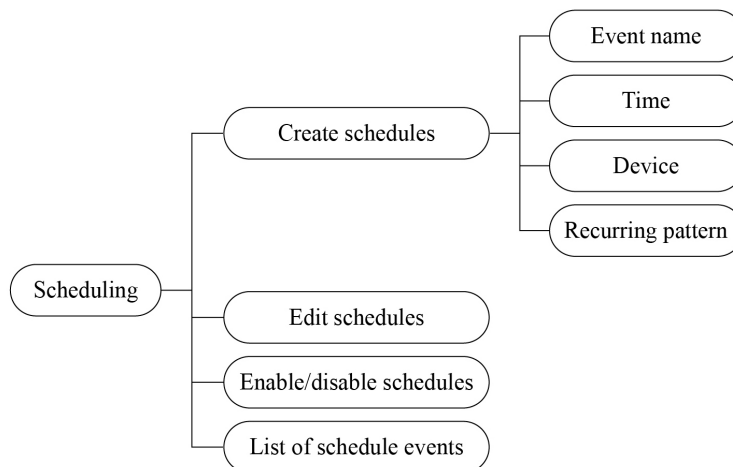 Event name
Time
Create schedules
Device
Recurring pattern
Scheduling
Edit schedules
Enable/disable schedules
List of schedule events